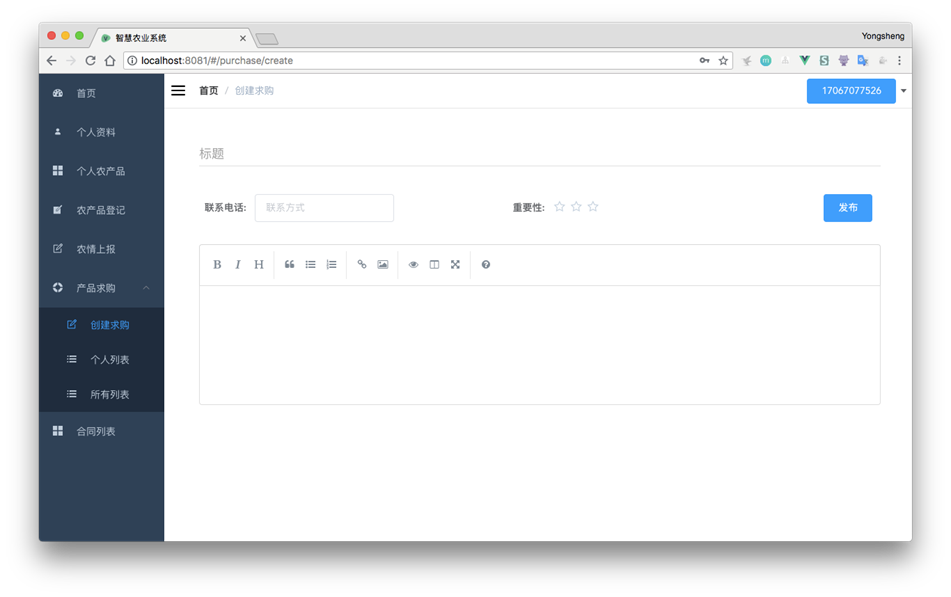 智慧农业系统
Yongsheng
localhost:8081/#/purchase/create
首页
个人资料
个人农产品
农产品登记
农情上报
产品求购
创建求购
个人列表
所有列表
合同列表
首页 / 创建求购
17067077526
标题
联系电话: 联系方式
重要性:
发布
B I H